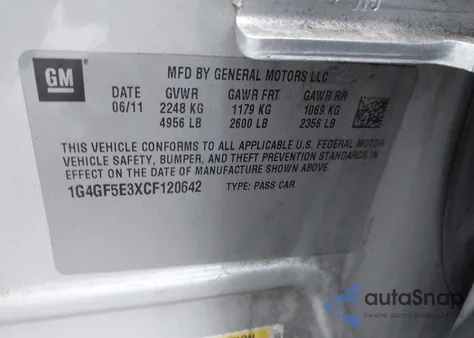 GM
MFD BY GENERAL MOTORS LLC
DATE GVWR GAWR FRT GAWR RR
06/11 2248 KG 1179 KG 1069 KG
4956 LB 2600 LB 2356 LB
THIS VEHICLE CONFORMS TO ALL APPLICABLE U.S. FEDERAL MOTOR
VEHICLE SAFETY, BUMPER, AND THEFT PREVENTION STANDARDS IN
EFFECT ON THE DATE OF MANUFACTURE SHOWN ABOVE.
1G4GF5E3XCF120642 TYPE: PASS CAR
autoSnap